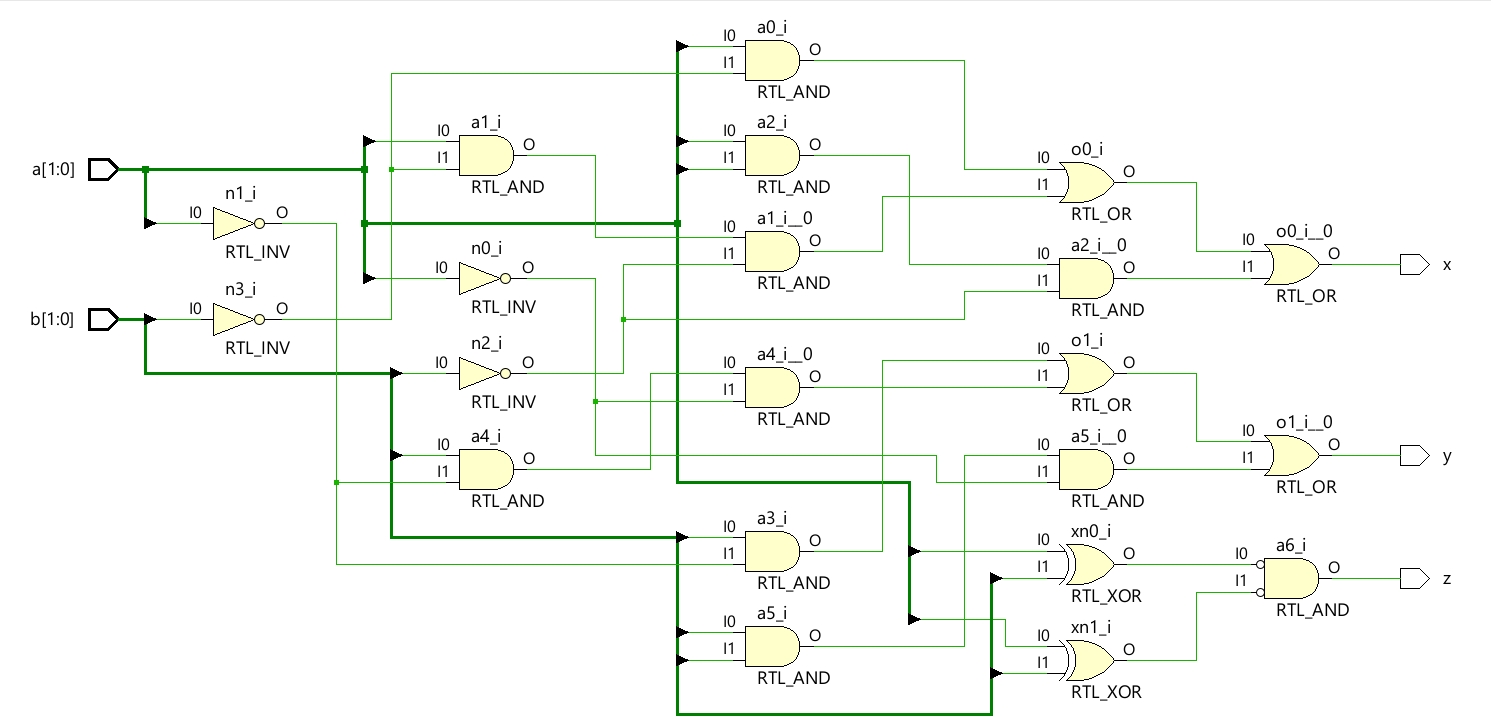 a0_i
I0
O
I1
RTL_AND
a1_i
I0
O
I1
RTL_AND
a2_i
I0
O
I1
RTL_AND
a[1:0]
o0_i
I0
O
I1
RTL_OR
n1_i
I0
O
RTL_INV
a1_i__0
I0
O
I1
RTL_AND
n0_i
I0
O
RTL_INV
a2_i__0
I0
O
I1
RTL_AND
o0_i__0
I0
O
I1
RTL_OR
x
b[1:0]
n3_i
I0
O
RTL_INV
n2_i
I0
O
RTL_INV
a4_i__0
I0
O
I1
RTL_AND
o1_i
I0
O
I1
RTL_OR
a4_i
I0
O
I1
RTL_AND
a5_i__0
I0
O
I1
RTL_AND
o1_i__0
I0
O
I1
RTL_OR
y
a3_i
I0
O
I1
RTL_AND
xn0_i
I0
O
I1
RTL_XOR
a6_i
I0
O
I1
RTL_AND
z
a5_i
I0
O
I1
RTL_AND
xn1_i
I0
O
I1
RTL_XOR